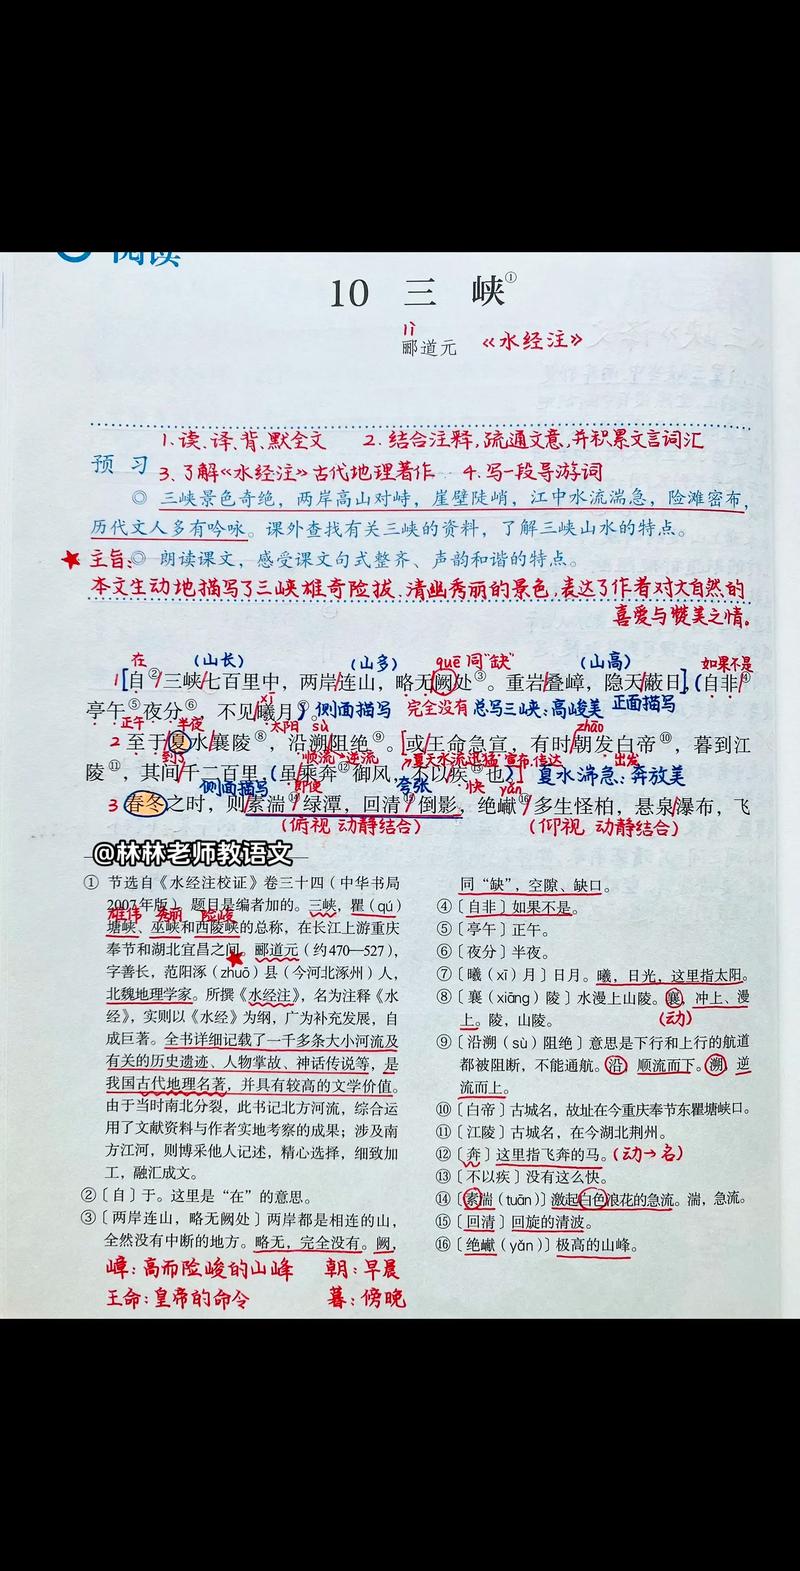 阅读
10 三 峡①
lì
郦道元 《水经注》
1.读、译、背、默全文 2.结合注释,疏通文意,并积累文言词汇
预 习
3.了解《水经注》古代地理著作 4.写一段导游词
◎ 三峡景色奇绝，两岸高山对峙，崖壁陡峭，江中水流湍急，险滩密布，
历代文人多有吟咏。课外查找有关三峡的资料，了解三峡山水的特点。
★ 主旨: ◎ 朗读课文，感受课文句式整齐、声韵和谐的特点。
本文生动地描写了三峡雄奇险拔、清幽秀丽的景色,表达了作者对大自然的
喜爱与赞美之情。
在 (山长) (山多) quē 同“缺” (山高) 如果不是
1[自②/三峡/七百里中，两岸/连山，略无/阙处③。重岩/叠嶂，隐天/蔽日],(自非/④
xī
亭午⑤夜分⑥ 不见/曦月)⑦。侧面描写 完全没有 总写三峡:高峻美 正面描写
正午 半夜 太阳 sù zhāo
2 至于/夏水/襄陵⑧，沿溯/阻绝⑨。[或/王命急宣，有时/朝发白帝⑩，暮到江
到 顺流 逆流 夏天水流迅猛 宣布,传达 出发
陵⑪，其间/千二百里,(虽乘奔⑫御风，不以/疾⑬也)] 夏水湍急:奔放美
侧面描写 即使 夸张 快 yǎn
3 春冬之时，则/素湍⑭/绿潭，回清⑮/倒影，绝巘⑯/多生怪柏，悬泉/瀑布，飞
(俯视 动静结合) (仰视 动静结合)
@林林老师教语文
① 节选自《水经注校证》卷三十四（中华书局
2007年版）。题目是编者加的。三峡，瞿（qú）
雄伟 秀丽 险峻
塘峡、巫峡和西陵峡的总称，在长江上游重庆
奉节和湖北宜昌之间。郦道元（约470—527），
字善长，范阳涿（zhuō）县（今河北涿州）人，
北魏地理学家。所撰《水经注》，名为注释《水
经》，实则以《水经》为纲，广为补充发展，自
成巨著。全书详细记载了一千多条大小河流及
有关的历史遗迹、人物掌故、神话传说等，是
我国古代地理名著，并具有较高的文学价值。
由于当时南北分裂，此书记北方河流，综合运
用了文献资料与作者实地考察的成果；涉及南
方江河，则博采他人记述，精心选择，细致加
工，融汇成文。
②〔自〕于。这里是“在”的意思。
③〔两岸连山，略无阙处〕两岸都是相连的山，
全然没有中断的地方。略无，完全没有。阙，
嶂:高而险峻的山峰 朝:早晨
王命:皇帝的命令 暮:傍晚
同“缺”，空隙、缺口。
④〔自非〕如果不是。
⑤〔亭午〕正午。
⑥〔夜分〕半夜。
⑦〔曦（xī）月〕日月。曦，日光，这里指太阳。
⑧〔襄（xiāng）陵〕水漫上山陵。襄，冲上、漫
上。陵，山陵。 (动)
⑨〔沿溯（sù）阻绝〕意思是下行和上行的航道
都被阻断，不能通航。沿，顺流而下。溯，逆
流而上。
⑩〔白帝〕古城名，故址在今重庆奉节东瞿塘峡口。
⑪〔江陵〕古城名，在今湖北荆州。
⑫〔奔〕这里指飞奔的马。(动→名)
⑬〔不以疾〕没有这么快。
⑭〔素湍（tuān）〕激起白色浪花的急流。湍，急流。
⑮〔回清〕回旋的清波。
⑯〔绝巘（yǎn）〕极高的山峰。